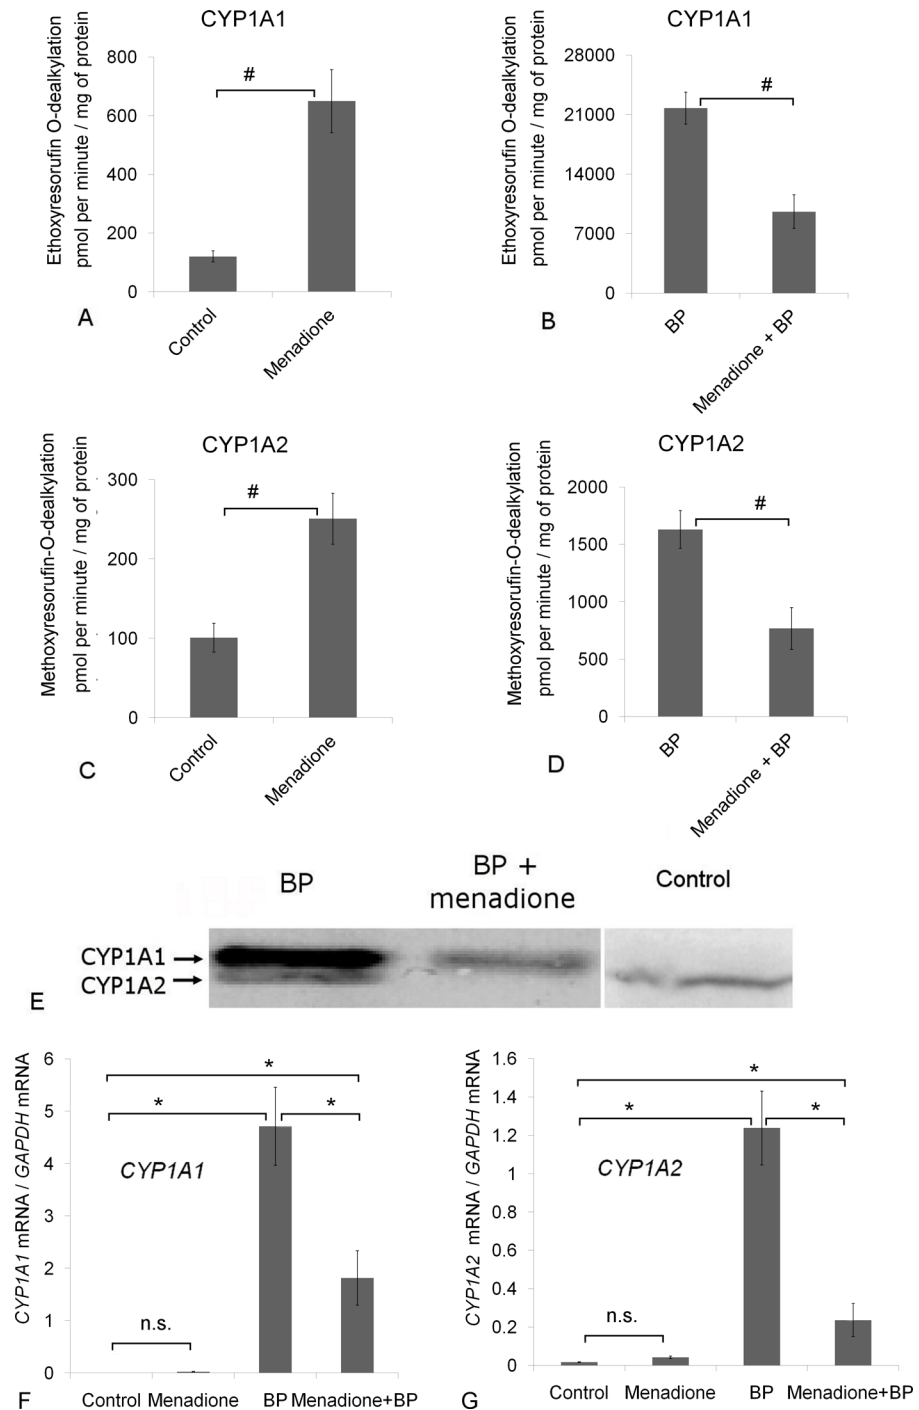 CYP1A1
Ethoxyresorufin O-dealkylation
pmol per minute / mg of protein
800
600
400
200
0
#
Control
Menadione
A
CYP1A1
Ethoxyresorufin O-dealkylation
pmol per minute / mg of protein
28000
21000
14000
7000
0
#
BP
Menadione + BP
B
CYP1A2
Methoxyresorufin-O-dealkylation
pmol per minute / mg of protein
300
200
100
0
#
Control
Menadione
C
CYP1A2
Methoxyresorufin-O-dealkylation
pmol per minute / mg of protein
2000
1500
1000
500
0
#
BP
Menadione + BP
D
BP
BP +
menadione
Control
CYP1A1
CYP1A2
E
CYP1A1 mRNA / GAPDH mRNA
6
5
4
3
2
1
0
*
*
*
CYP1A1
n.s.
Control Menadione BP Menadione+BP
F
CYP1A2 mRNA / GAPDH mRNA
1.6
1.4
1.2
1
0.8
0.6
0.4
0.2
0
*
*
*
CYP1A2
n.s.
Control Menadione BP Menadione+BP
G